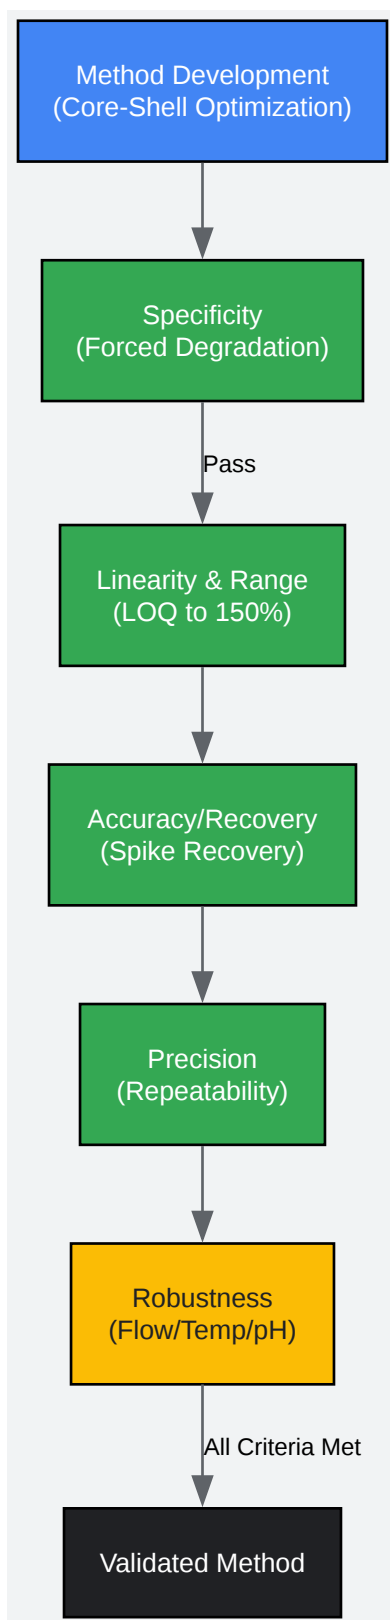 Method Development
(Core-Shell Optimization)
Specificity
(Forced Degradation)
Pass
Linearity & Range
(LOQ to 150%)
Accuracy/Recovery
(Spike Recovery)
Precision
(Repeatability)
Robustness
(Flow/Temp/pH)
All Criteria Met
Validated Method